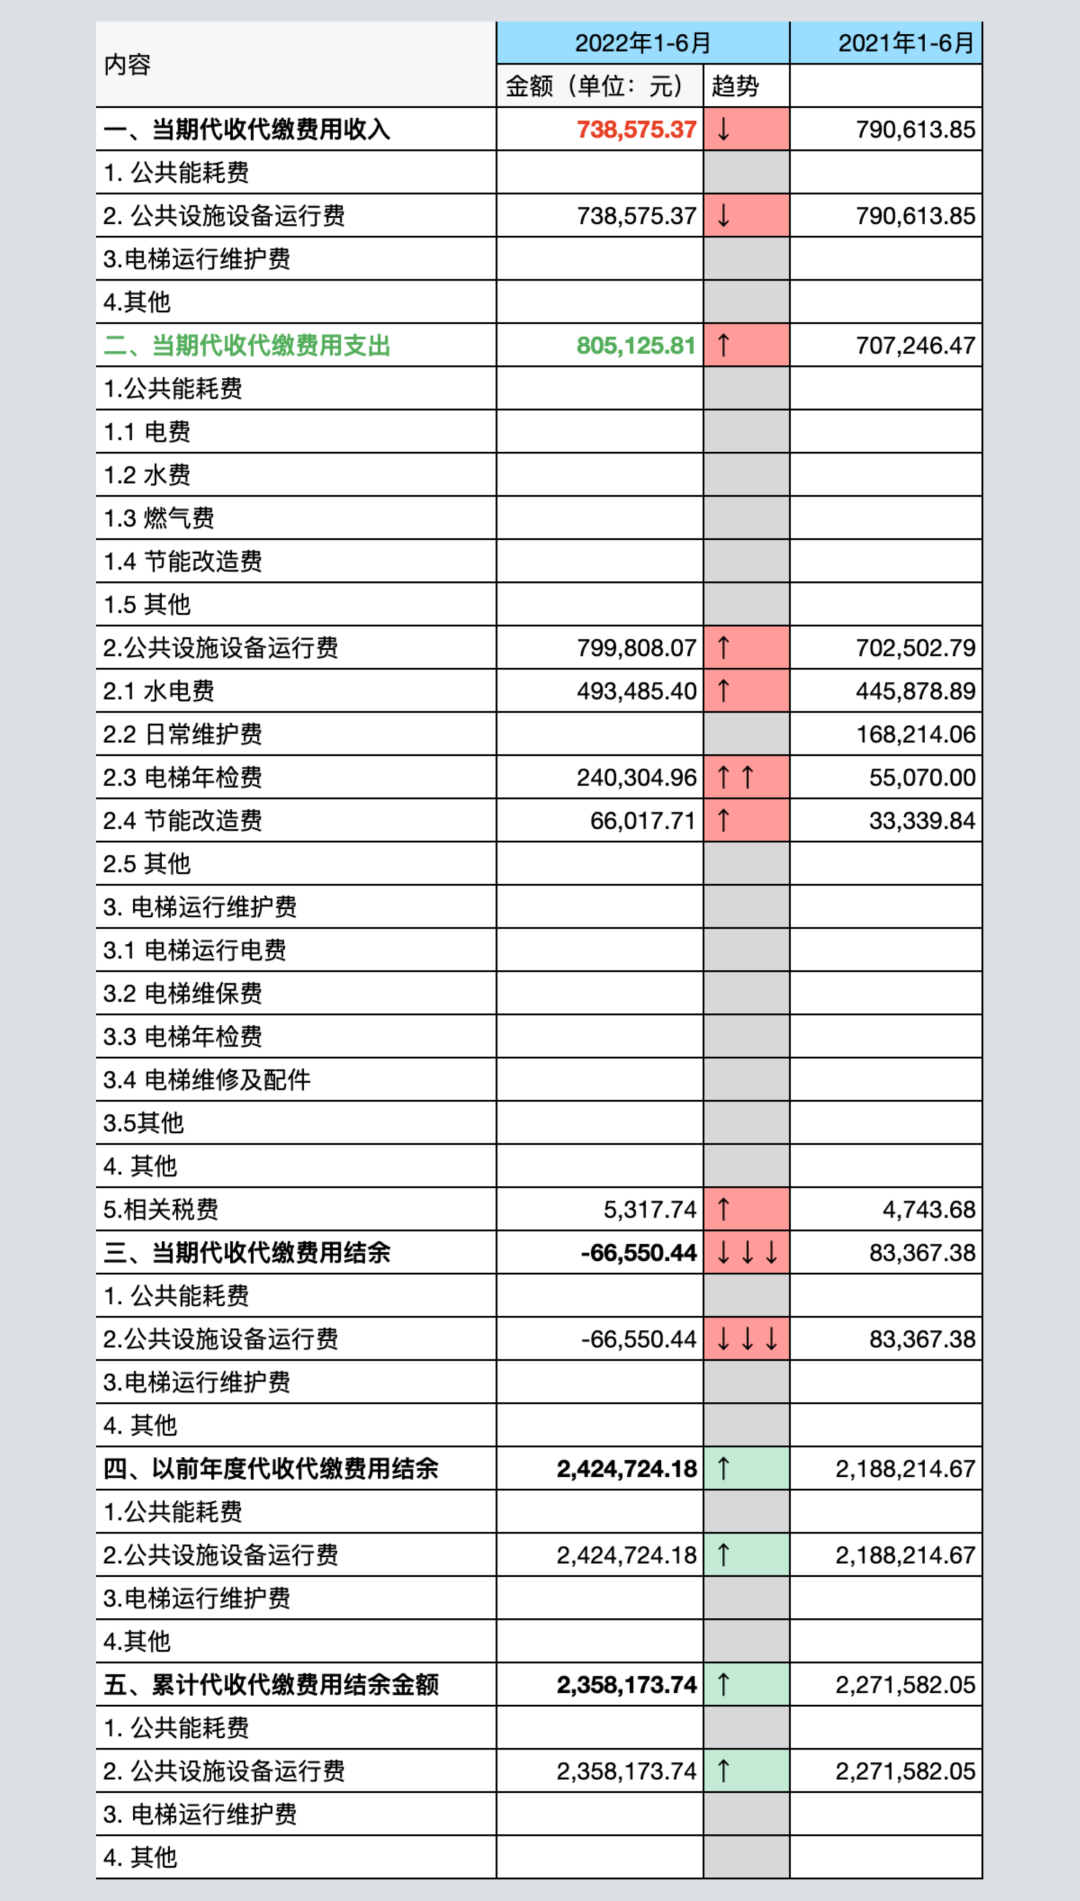 内容 2022年1-6月 2021年1-6月
金额（单位：元） 趋势
一、当期代收代缴费用收入 738,575.37 ↓ 790,613.85
1. 公共能耗费
2. 公共设施设备运行费 738,575.37 ↓ 790,613.85
3.电梯运行维护费
4.其他
二、当期代收代缴费用支出 805,125.81 ↑ 707,246.47
1.公共能耗费
1.1 电费
1.2 水费
1.3 燃气费
1.4 节能改造费
1.5 其他
2.公共设施设备运行费 799,808.07 ↑ 702,502.79
2.1 水电费 493,485.40 ↑ 445,878.89
2.2 日常维护费 168,214.06
2.3 电梯年检费 240,304.96 ↑ ↑ 55,070.00
2.4 节能改造费 66,017.71 ↑ 33,339.84
2.5 其他
3. 电梯运行维护费
3.1 电梯运行电费
3.2 电梯维保费
3.3 电梯年检费
3.4 电梯维修及配件
3.5其他
4. 其他
5.相关税费 5,317.74 ↑ 4,743.68
三、当期代收代缴费用结余 -66,550.44 ↓ ↓ ↓ 83,367.38
1. 公共能耗费
2.公共设施设备运行费 -66,550.44 ↓ ↓ ↓ 83,367.38
3.电梯运行维护费
4. 其他
四、以前年度代收代缴费用结余 2,424,724.18 ↑ 2,188,214.67
1.公共能耗费
2.公共设施设备运行费 2,424,724.18 ↑ 2,188,214.67
3.电梯运行维护费
4.其他
五、累计代收代缴费用结余金额 2,358,173.74 ↑ 2,271,582.05
1. 公共能耗费
2. 公共设施设备运行费 2,358,173.74 ↑ 2,271,582.05
3. 电梯运行维护费
4. 其他